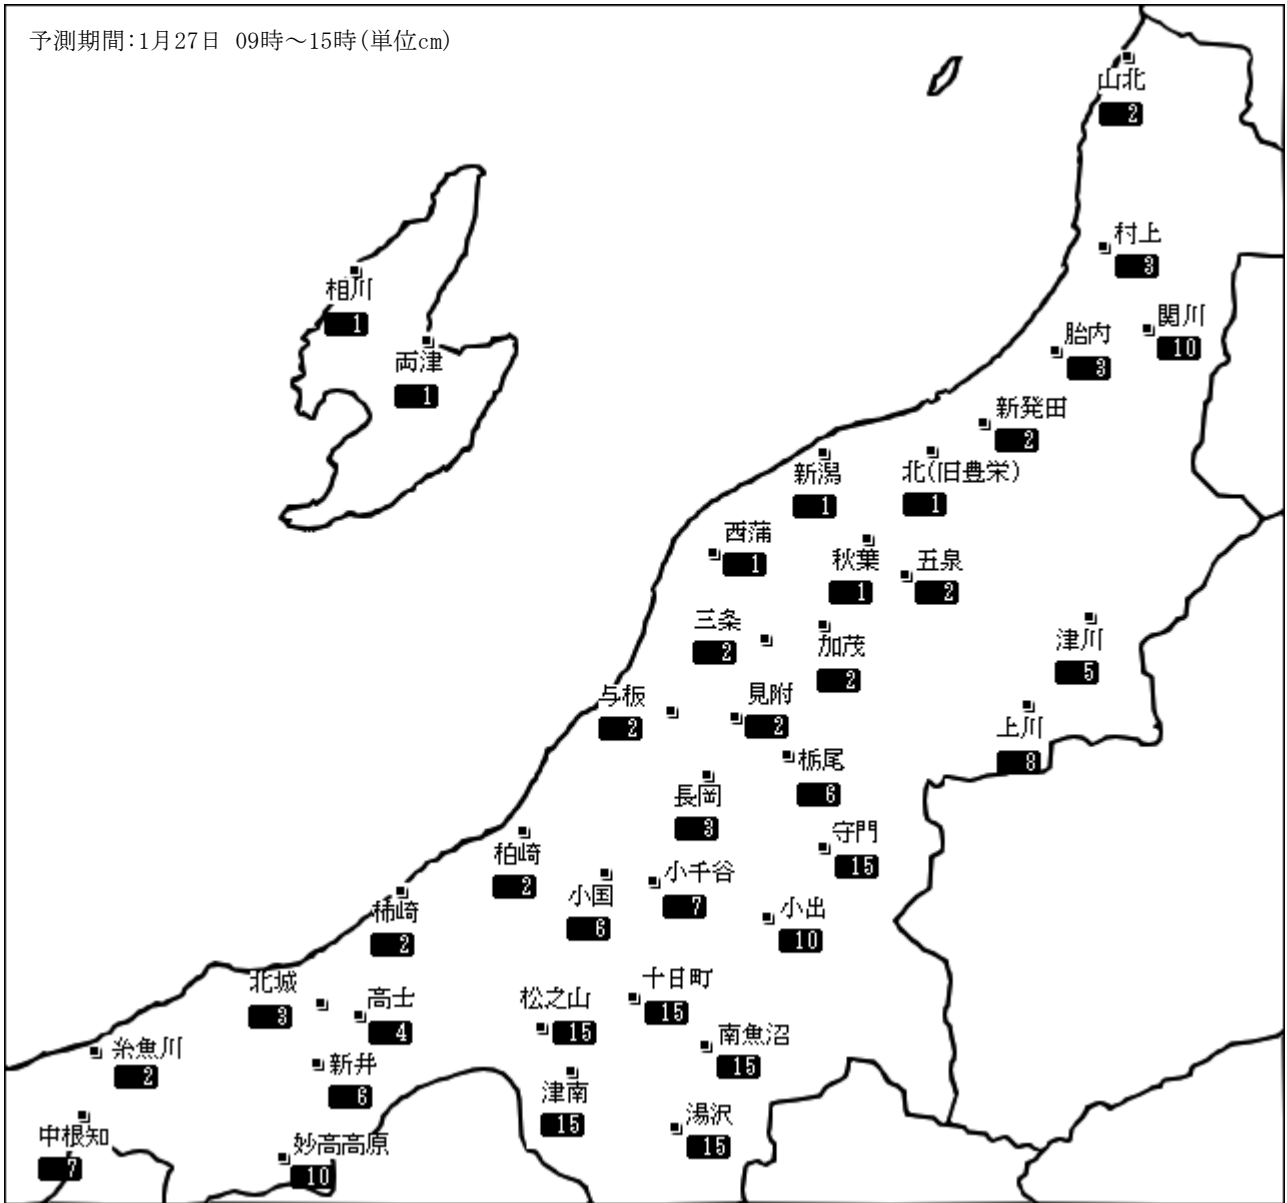 予測期間:1月27日 09時～15時(単位cm)
山北
2
村上
3
相川
1
関川
10
胎内
3
両津
1
新発田
2
新潟
1
北(旧豊栄)
1
西蒲
1
秋葉
1
五泉
2
三条
2
加茂
2
津川
5
与板
2
見附
2
上川
8
栃尾
6
長岡
3
守門
15
柏崎
2
小国
6
小千谷
7
柿崎
2
小出
10
北城
3
高士
4
松之山
15
十日町
15
南魚沼
15
糸魚川
2
新井
6
津南
15
湯沢
15
中根知
7
妙高高原
10